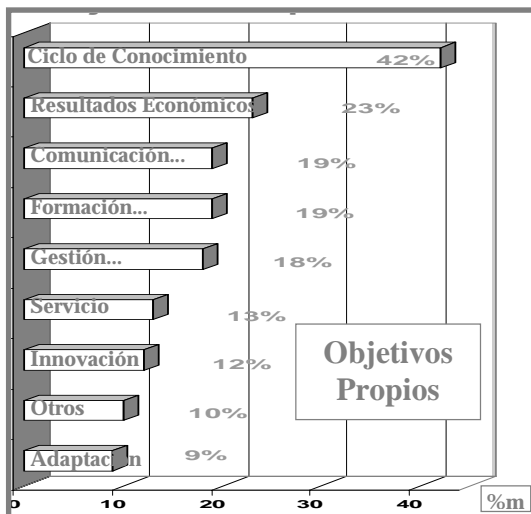 Ciclo de Conocimiento 42%
Resultados Económicos 23%
Comunicación... 19%
Formación... 19%
Gestión... 18%
Servicio 13%
Innovación 12%
Objetivos
Propios
Otros 10%
Adaptación 9%
0 10 20 30 40 %m